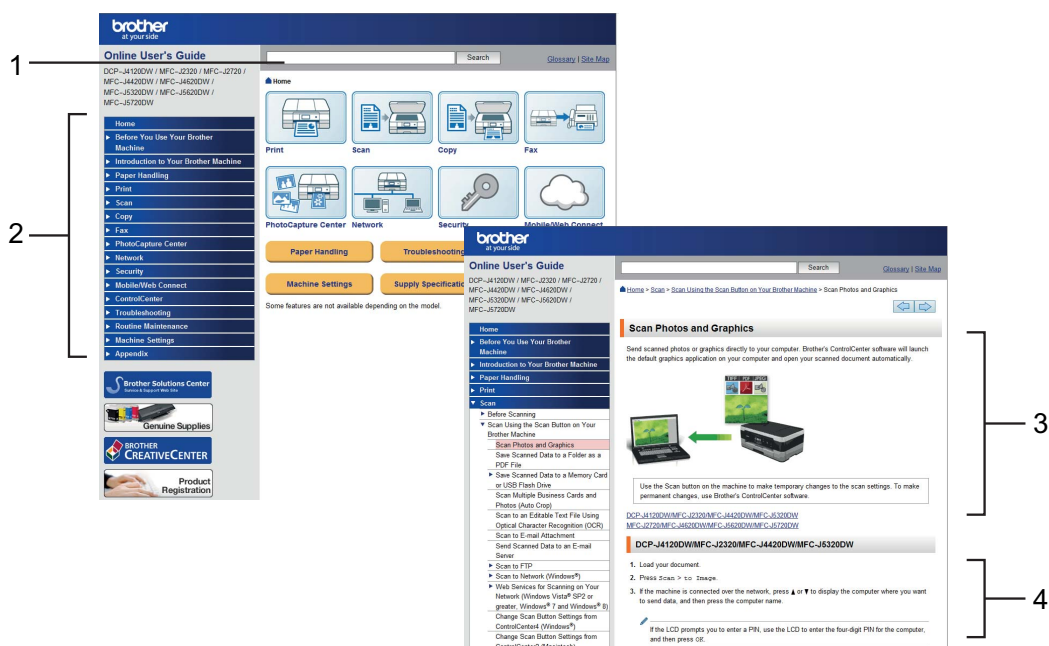 brother
at your side
Online User's Guide
DCP-J4120DW / MFC-J2320 / MFC-J2720 /
MFC-J4420DW / MFC-J4620DW /
MFC-J5320DW / MFC-J5620DW /
MFC-J5720DW
Search
Glossary | Site Map
Home
Print
Scan
Copy
Fax
PhotoCapture Center
Network
Security
Mobile/Web Connect
Paper Handling
Troubleshooting
Machine Settings
Supply Specificatio
Some features are not available depending on the model.
Home
Before You Use Your Brother
Machine
Introduction to Your Brother Machine
Paper Handling
Print
Scan
Copy
Fax
PhotoCapture Center
Network
Security
Mobile/Web Connect
ControlCenter
Troubleshooting
Routine Maintenance
Machine Settings
Appendix
Brother Solutions Center
Service & Support Web Site
Genuine Supplies
BROTHER
CREATIVECENTER
Product
Registration
1
2
brother
at your side
Online User's Guide
DCP-J4120DW / MFC-J2320 / MFC-J2720 /
MFC-J4420DW / MFC-J4620DW /
MFC-J5320DW / MFC-J5620DW /
MFC-J5720DW
Search
Glossary | Site Map
Home > Scan > Scan Using the Scan Button on Your Brother Machine > Scan Photos and Graphics
Home
Before You Use Your Brother
Machine
Introduction to Your Brother Machine
Paper Handling
Print
Scan
Before Scanning
Scan Using the Scan Button on Your
Brother Machine
Scan Photos and Graphics
Save Scanned Data to a Folder as a
PDF File
Save Scanned Data to a Memory Card
or USB Flash Drive
Scan Multiple Business Cards and
Photos (Auto Crop)
Scan to an Editable Text File Using
Optical Character Recognition (OCR)
Scan to E-mail Attachment
Send Scanned Data to an E-mail
Server
Scan to FTP
Scan to Network (Windows®)
Web Services for Scanning on Your
Network (Windows Vista® SP2 or
greater, Windows® 7 and Windows® 8)
Change Scan Button Settings from
ControlCenter4 (Windows®)
Change Scan Button Settings from
Scan Photos and Graphics
Send scanned photos or graphics directly to your computer. Brother's ControlCenter software will launch
the default graphics application on your computer and open your scanned document automatically.
TIFF PDF JPEG
Use the Scan button on the machine to make temporary changes to the scan settings. To make
permanent changes, use Brother's ControlCenter software.
DCP-J4120DW/MFC-J2320/MFC-J4420DW/MFC-J5320DW
MFC-J2720/MFC-J4620DW/MFC-J5620DW/MFC-J5720DW
DCP-J4120DW/MFC-J2320/MFC-J4420DW/MFC-J5320DW
1. Load your document.
2. Press Scan > to Image.
3. If the machine is connected over the network, press ▲ or ▼ to display the computer where you want
to send data, and then press the computer name.
If the LCD prompts you to enter a PIN, use the LCD to enter the four-digit PIN for the computer,
and then press OK.
3
4